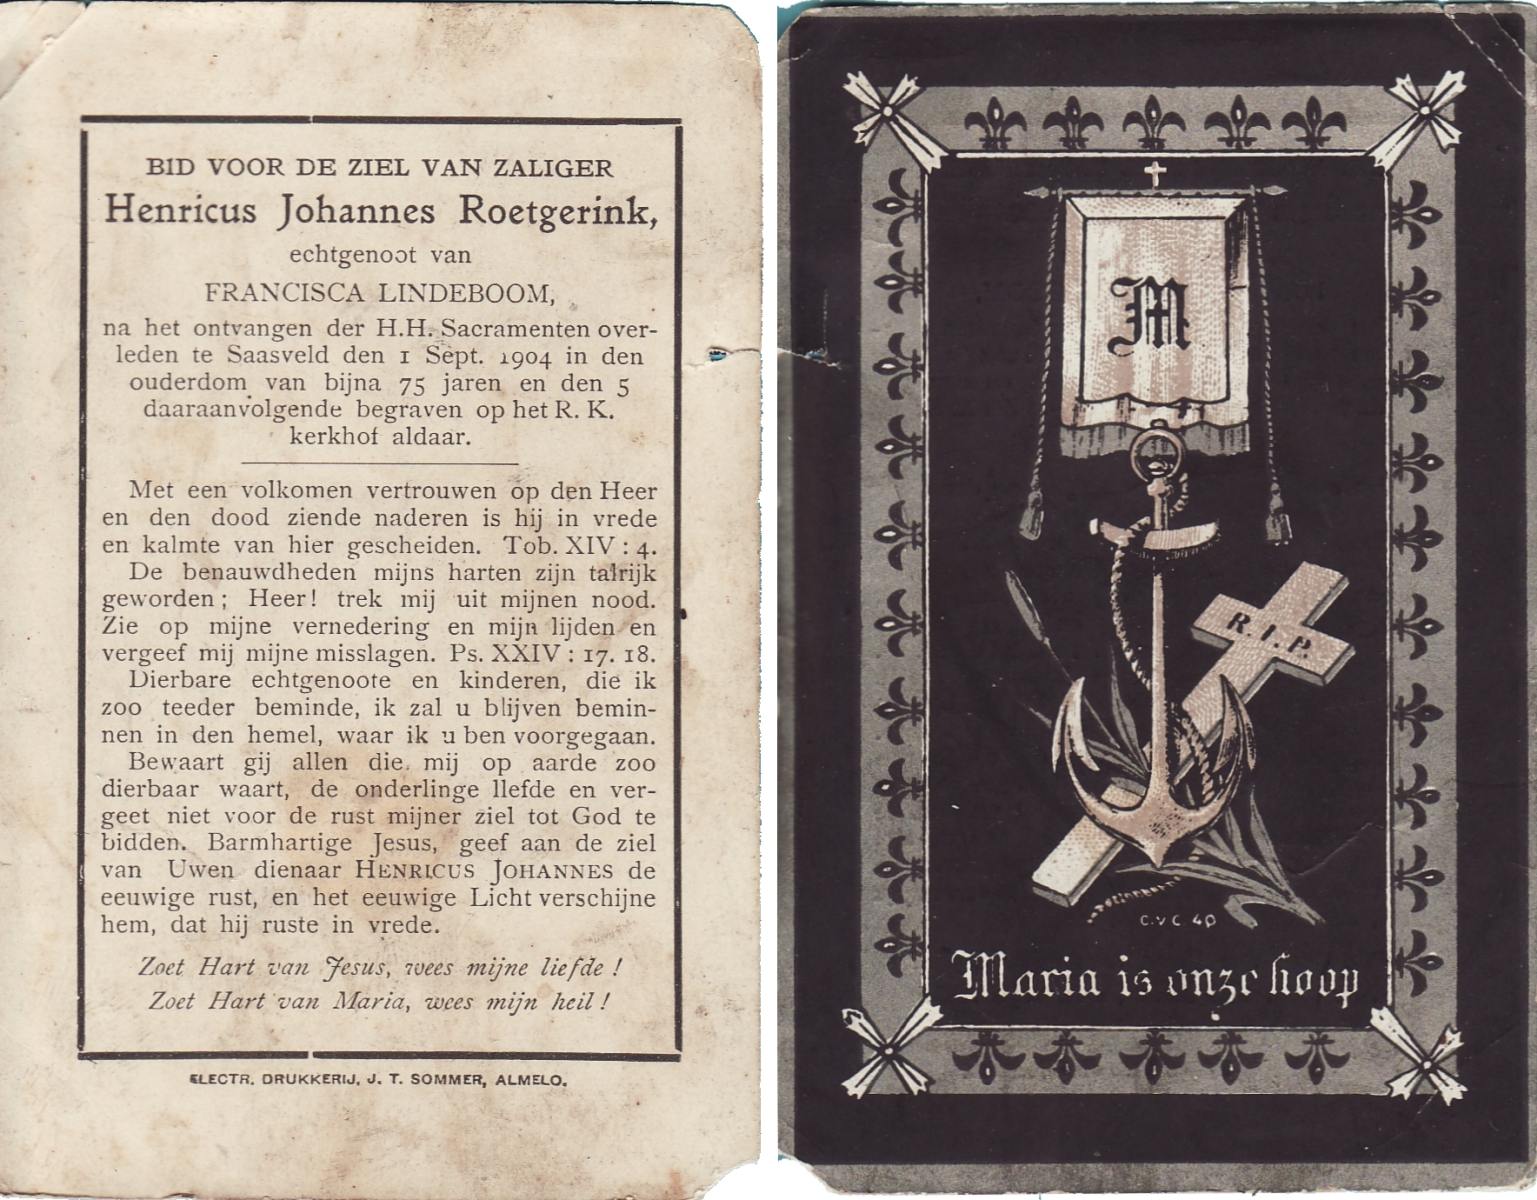 BID VOOR DE ZIEL VAN ZALIGER
Henricus Johannes Roetgerink,
echtgenoot van
FRANCISCA LINDEBOOM,
na het ontvangen der H.H. Sacramenten over-
leden te Saasveld den 1 Sept. 1904 in den
ouderdom van bijna 75 jaren en den 5
daaraanvolgende begraven op het R. K.
kerkhof aldaar.
Met een volkomen vertrouwen op den Heer
en den dood ziende naderen is hij in vrede
en kalmte van hier gescheiden. Tob. XIV : 4.
De benauwdheden mijns harten zijn talrijk
geworden ; Heer! trek mij uit mijnen nood.
Zie op mijne vernedering en mijn lijden en
vergeef mij mijne misslagen. Ps. XXIV : 17. 18.
Dierbare echtgenoote en kinderen, die ik
zoo teeder beminde, ik zal u blijven bemin-
nen in den hemel, waar ik u ben voorgegaan.
Bewaart gij allen die mij op aarde zoo
dierbaar waart, de onderlinge llefde en ver-
geet niet voor de rust mijner ziel tot God te
bidden. Barmhartige Jesus, geef aan de ziel
van Uwen dienaar HENRICUS JOHANNES de
eeuwige rust, en het eeuwige Licht verschijne
hem, dat hij ruste in vrede.
Zoet Hart van Jesus, wees mijne liefde !
Zoet Hart van Maria, wees mijn heil !
ELECTR. DRUKKERIJ, J. T. SOMMER, ALMELO.
M
R.I.P.
C.V.C. 40
Maria is onze hoop